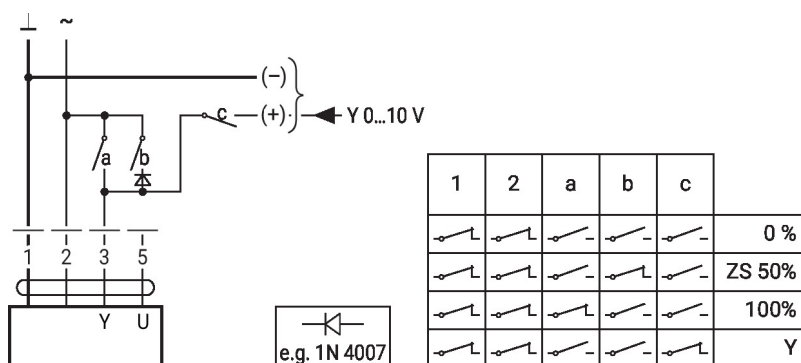 ⊥ ~
(–)
c (+) Y 0...10 V
a b
1 2 3 5
Y U
e.g. 1N 4007
1 2 a b c
0 %
ZS 50%
100%
Y